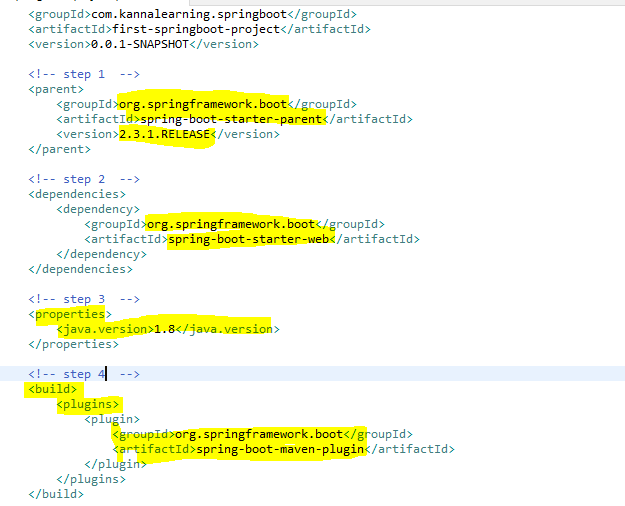 <groupId>com.kannalearning.springboot</groupId>
<artifactId>first-springboot-project</artifactId>
<version>0.0.1-SNAPSHOT</version>
<!-- step 1  -->
<parent>
<groupId>org.springframework.boot</groupId>
<artifactId>spring-boot-starter-parent</artifactId>
<version>2.3.1.RELEASE</version>
</parent>
<!-- step 2  -->
<dependencies>
<dependency>
<groupId>org.springframework.boot</groupId>
<artifactId>spring-boot-starter-web</artifactId>
</dependency>
</dependencies>
<!-- step 3  -->
<properties>
<java.version>1.8</java.version>
</properties>
<!-- step 4  -->
<build>
<plugins>
<plugin>
<groupId>org.springframework.boot</groupId>
<artifactId>spring-boot-maven-plugin</artifactId>
</plugin>
</plugins>
</build>